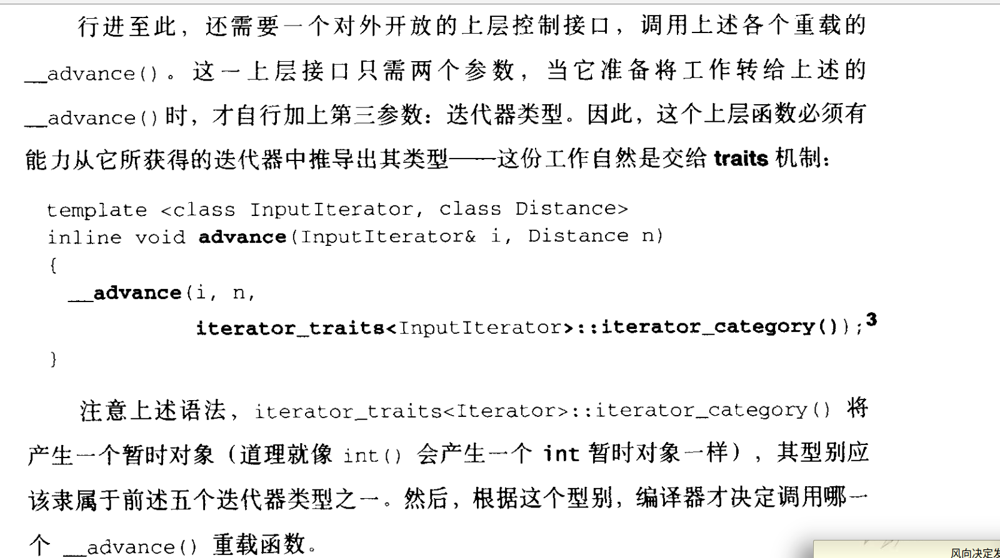 行进至此，还需要一个对外开放的上层控制接口，调用上述各个重载的
__advance()。这一上层接口只需两个参数，当它准备将工作转给上述的
__advance()时，才自行加上第三参数：迭代器类型。因此，这个上层函数必须有
能力从它所获得的迭代器中推导出其类型——这份工作自然是交给 traits 机制：
template <class InputIterator, class Distance>
inline void advance(InputIterator& i, Distance n)
{
__advance(i, n,
iterator_traits<InputIterator>::iterator_category());3
}
注意上述语法，iterator_traits<Iterator>::iterator_category() 将
产生一个暂时对象（道理就像 int() 会产生一个 int 暂时对象一样），其型别应
该隶属于前述五个迭代器类型之一。然后，根据这个型别，编译器才决定调用哪一
个 __advance() 重载函数。
风向决定发